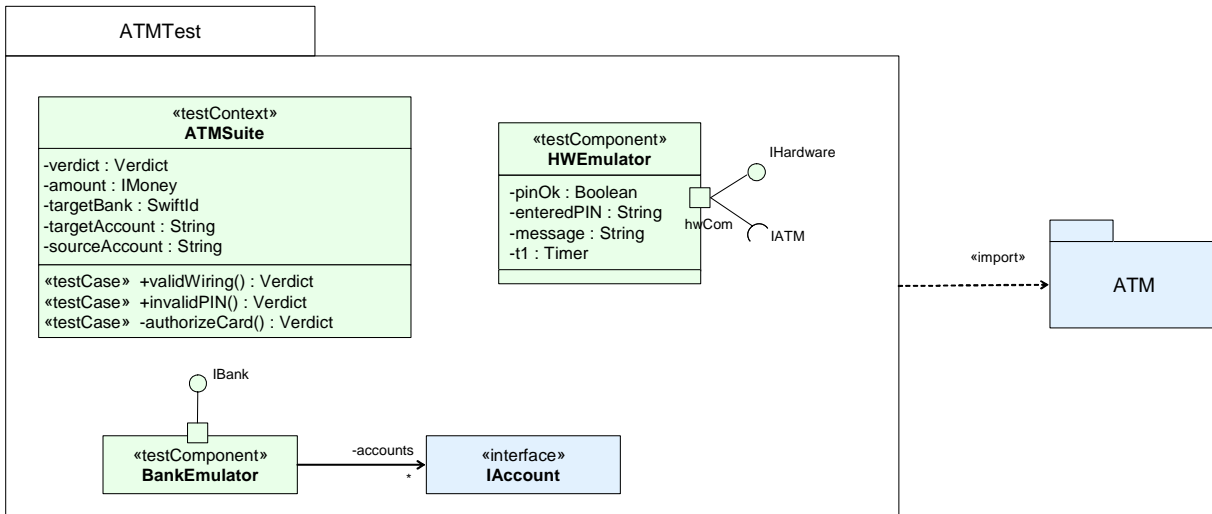 ATMTest
«testContext»
ATMSuite
-verdict : Verdict
-amount : IMoney
-targetBank : SwiftId
-targetAccount : String
-sourceAccount : String
«testCase» +validWiring() : Verdict
«testCase» +invalidPIN() : Verdict
«testCase» -authorizeCard() : Verdict
«testComponent»
HWEmulator
-pinOk : Boolean
-enteredPIN : String
-message : String
-t1 : Timer
hwCom
IHardware
IATM
«import»
ATM
IBank
«testComponent»
BankEmulator
-accounts
*
«interface»
IAccount